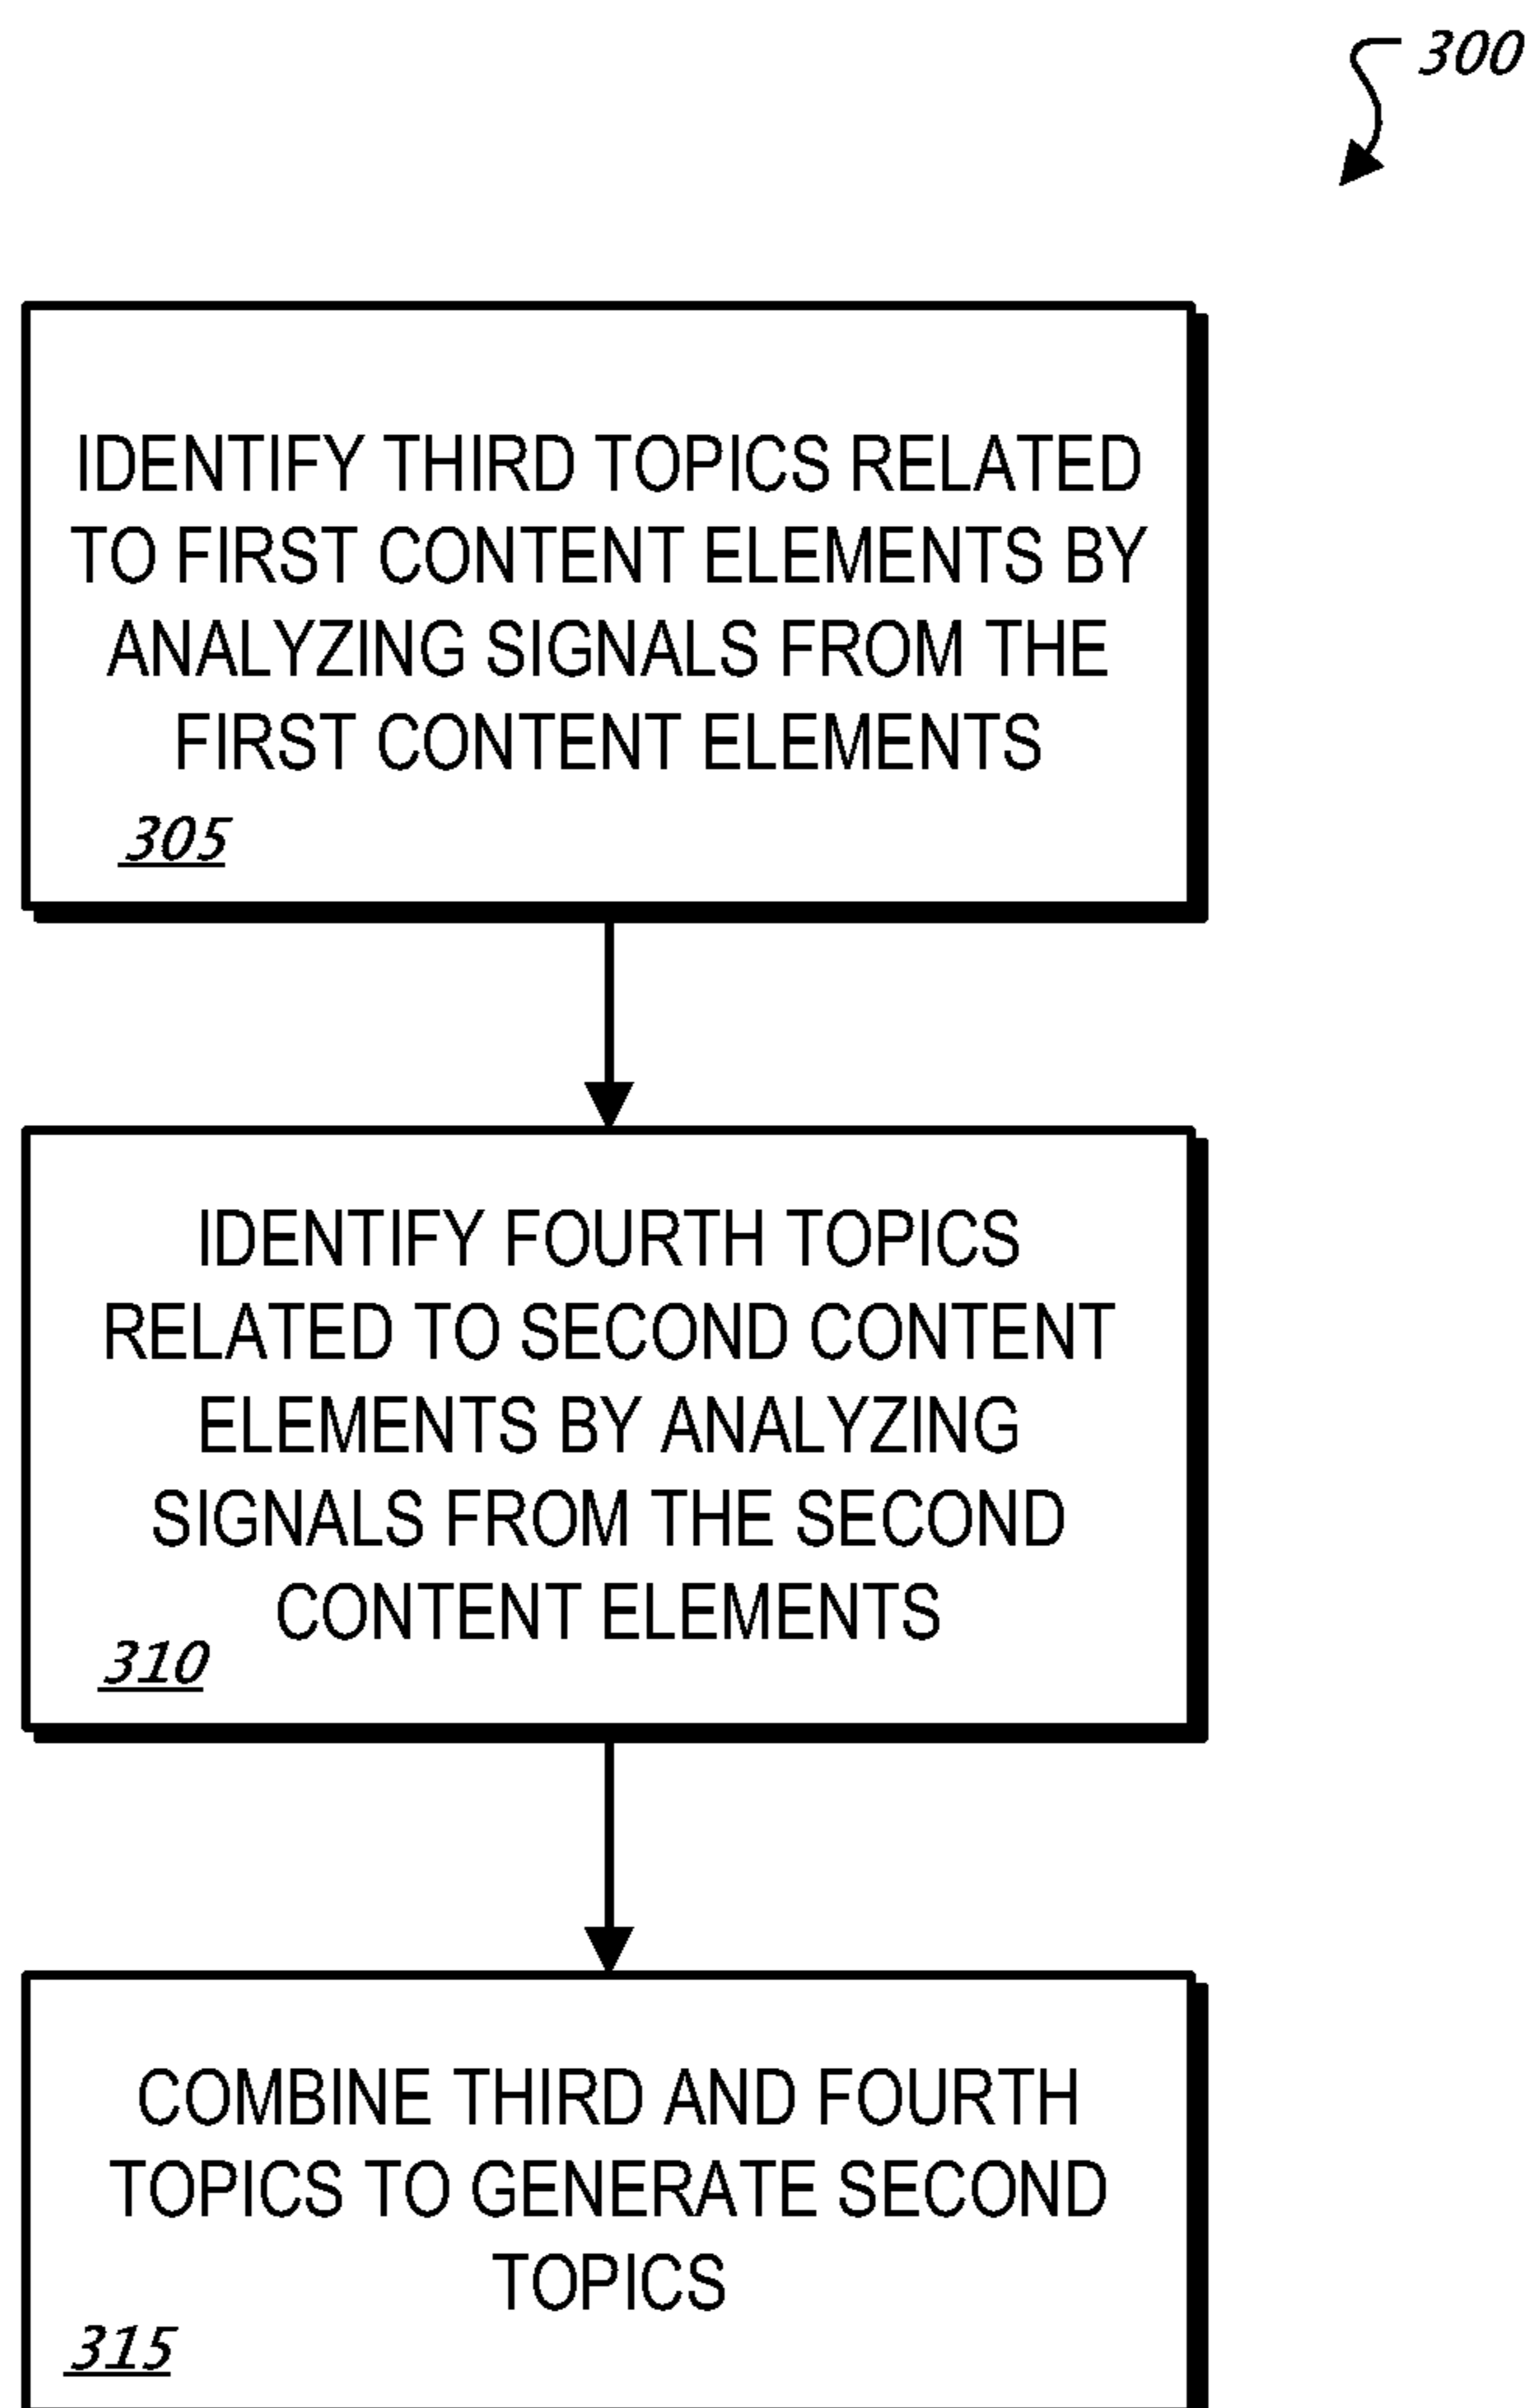 300
IDENTIFY THIRD TOPICS RELATED
TO FIRST CONTENT ELEMENTS BY
ANALYZING SIGNALS FROM THE
FIRST CONTENT ELEMENTS
305
IDENTIFY FOURTH TOPICS
RELATED TO SECOND CONTENT
ELEMENTS BY ANALYZING
SIGNALS FROM THE SECOND
CONTENT ELEMENTS
310
COMBINE THIRD AND FOURTH
TOPICS TO GENERATE SECOND
TOPICS
315